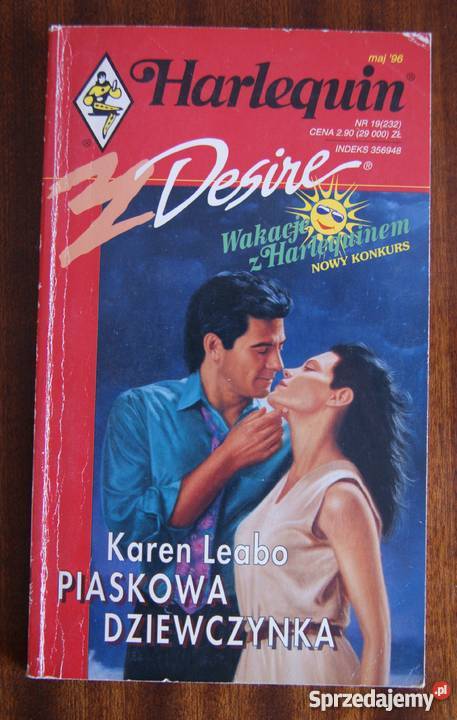 maj '96
Harlequin®
NR 19(232)
CENA 2.90 (29 000) ZŁ
INDEKS 356948
®
Desire®
Wakacje
z Harlequinem
NOWY KONKURS
Karen Leabo
PIASKOWA
DZIEWCZYNKA
Sprzedajemy.pl